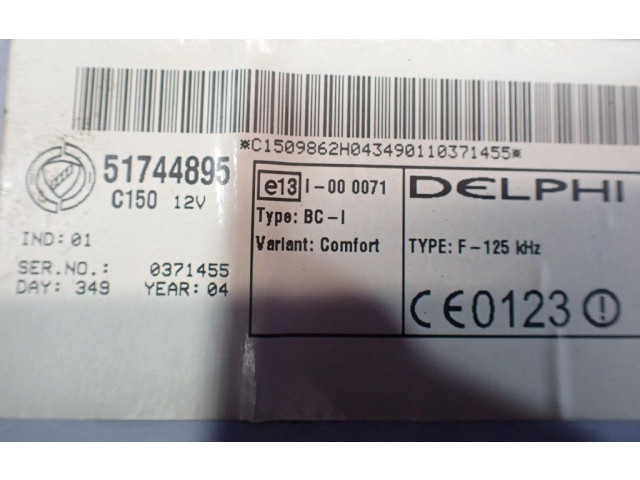 *C1509862H043490110371455*
51744895
C150 12V
IND: 01
SER.NO.: 0371455
DAY: 349 YEAR: 04
e13 I-00 0071
Type: BC-I
Variant: Comfort
DELPHI
TYPE: F-125 kHz
CE0123